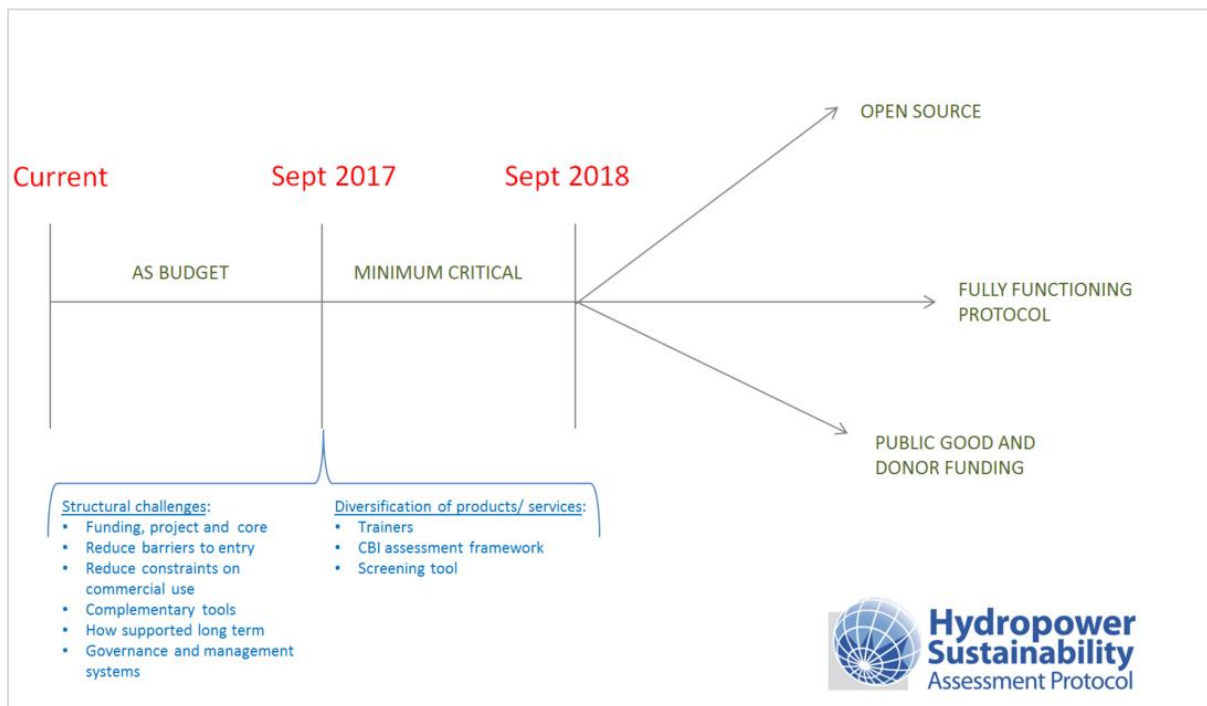 OPEN SOURCE
Current
Sept 2017
Sept 2018
AS BUDGET
MINIMUM CRITICAL
FULLY FUNCTIONING
PROTOCOL
PUBLIC GOOD AND
DONOR FUNDING
Structural challenges:
• Funding, project and core
• Reduce barriers to entry
• Reduce constraints on
commercial use
• Complementary tools
• How supported long term
• Governance and management
systems
Diversification of products/ services:
• Trainers
• CBI assessment framework
• Screening tool
Hydropower
Sustainability
Assessment Protocol